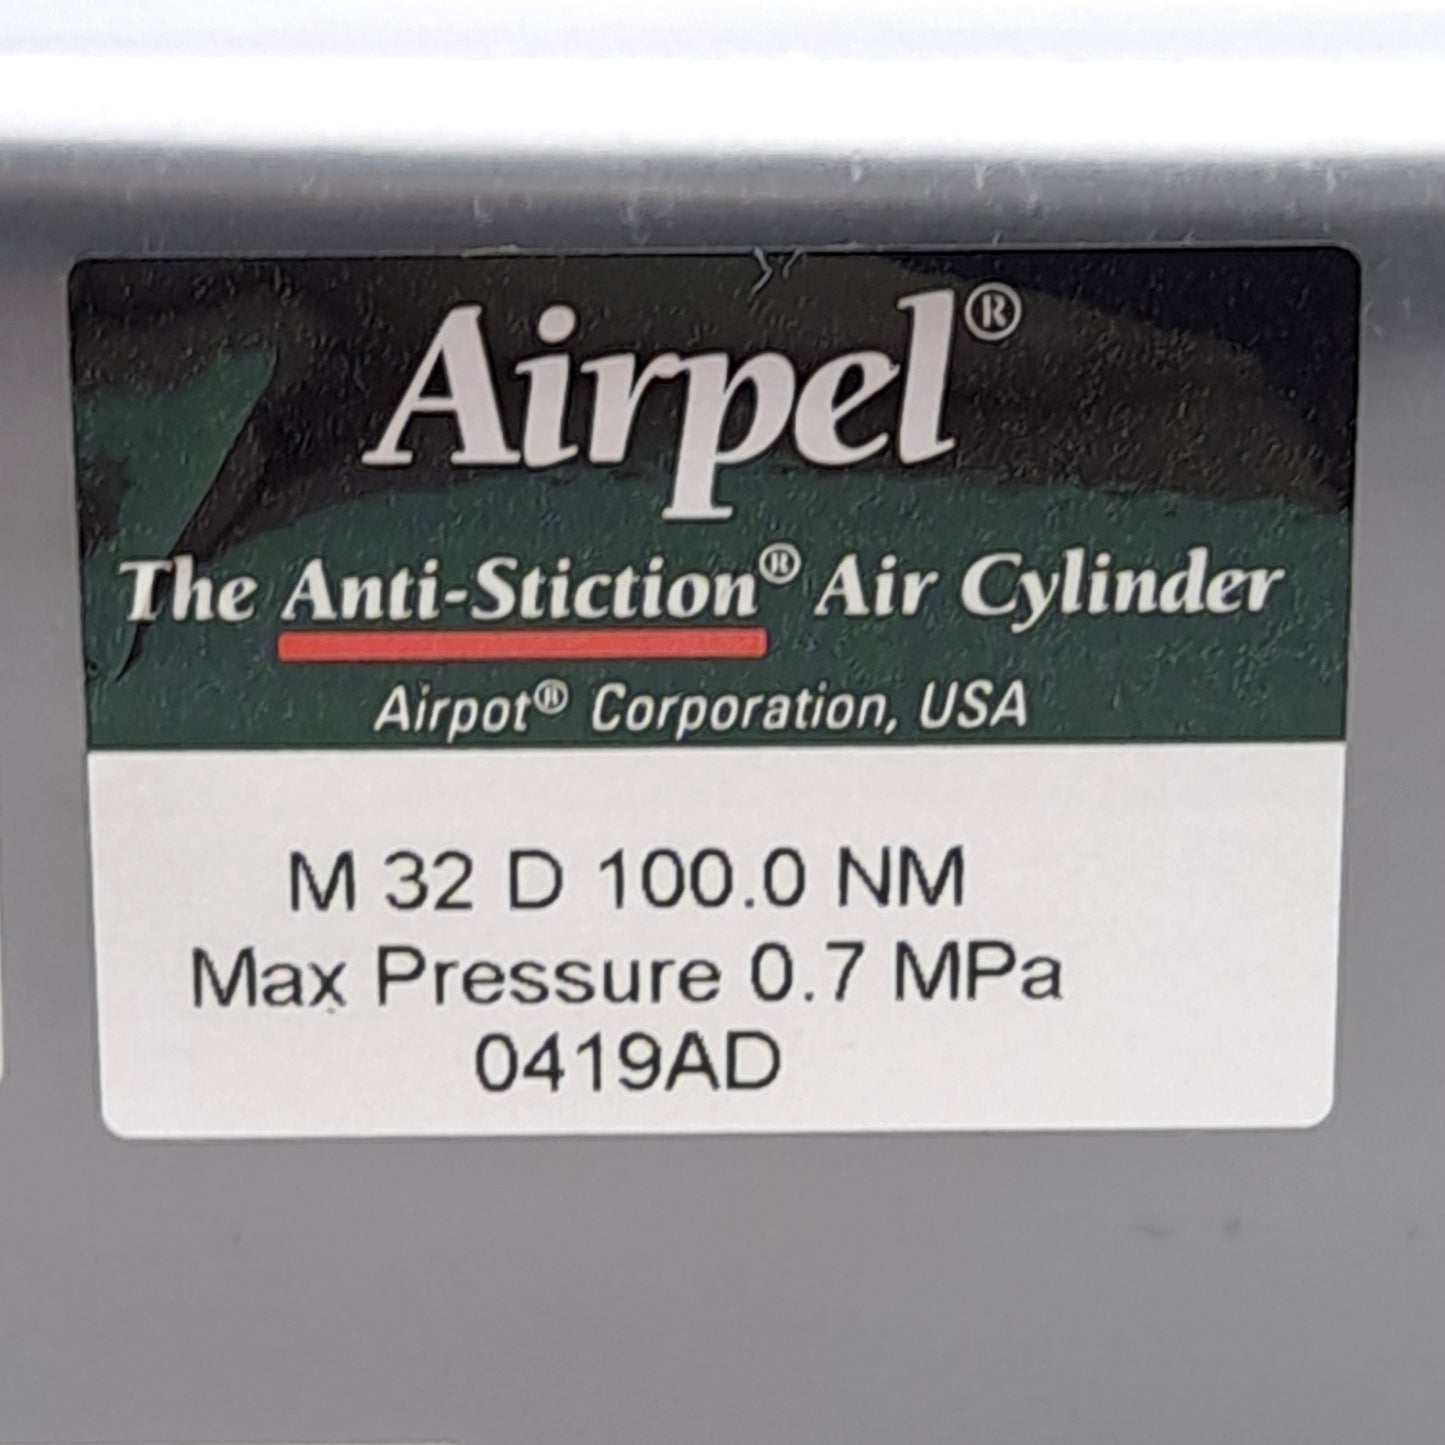 Airpel®
The Anti-Stiction® Air Cylinder
Airpot® Corporation, USA
M 32 D 100.0 NM
Max Pressure 0.7 MPa
0419AD